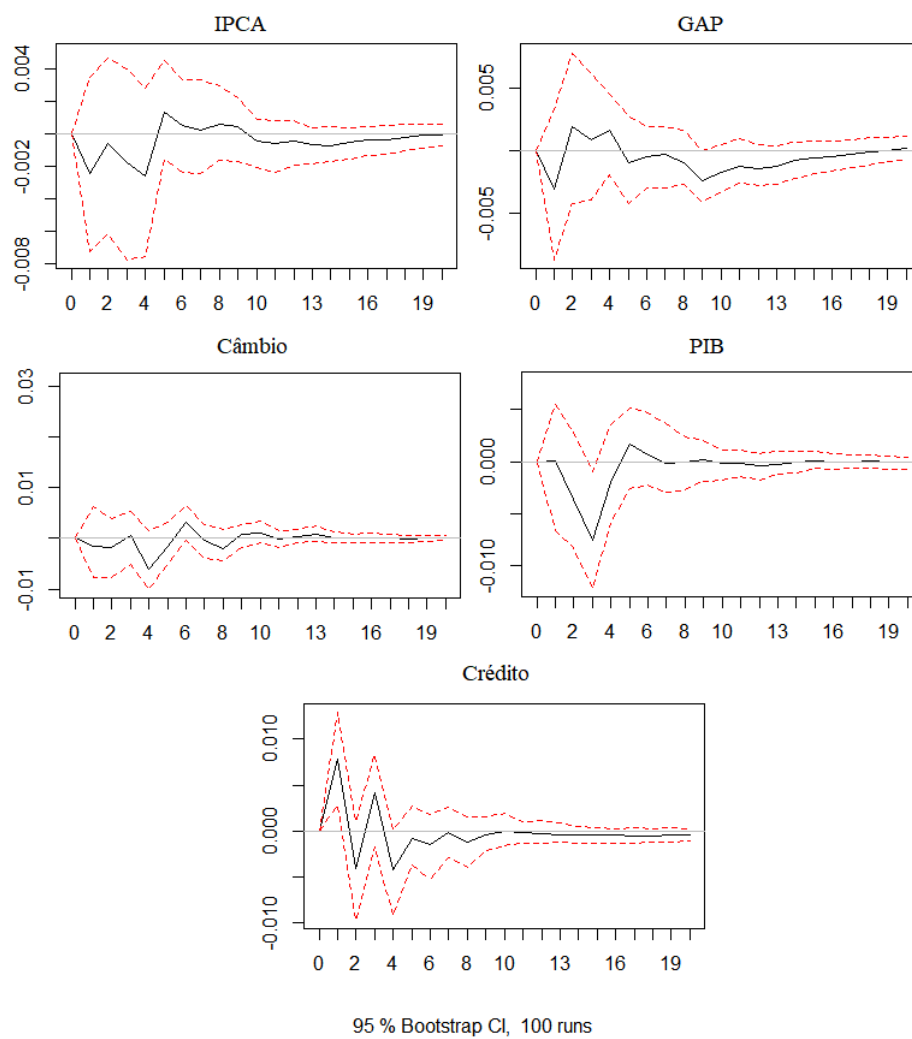 IPCA
0.004
-0.002
-0.008
0 2 4 6 8 10 13 16 19
GAP
0.005
-0.005
0 2 4 6 8 10 13 16 19
Câmbio
0.03
0.01
-0.01
0 2 4 6 8 10 13 16 19
PIB
0.000
-0.010
0 2 4 6 8 10 13 16 19
Crédito
0.010
0.000
-0.010
0 2 4 6 8 10 13 16 19
95 % Bootstrap CI, 100 runs